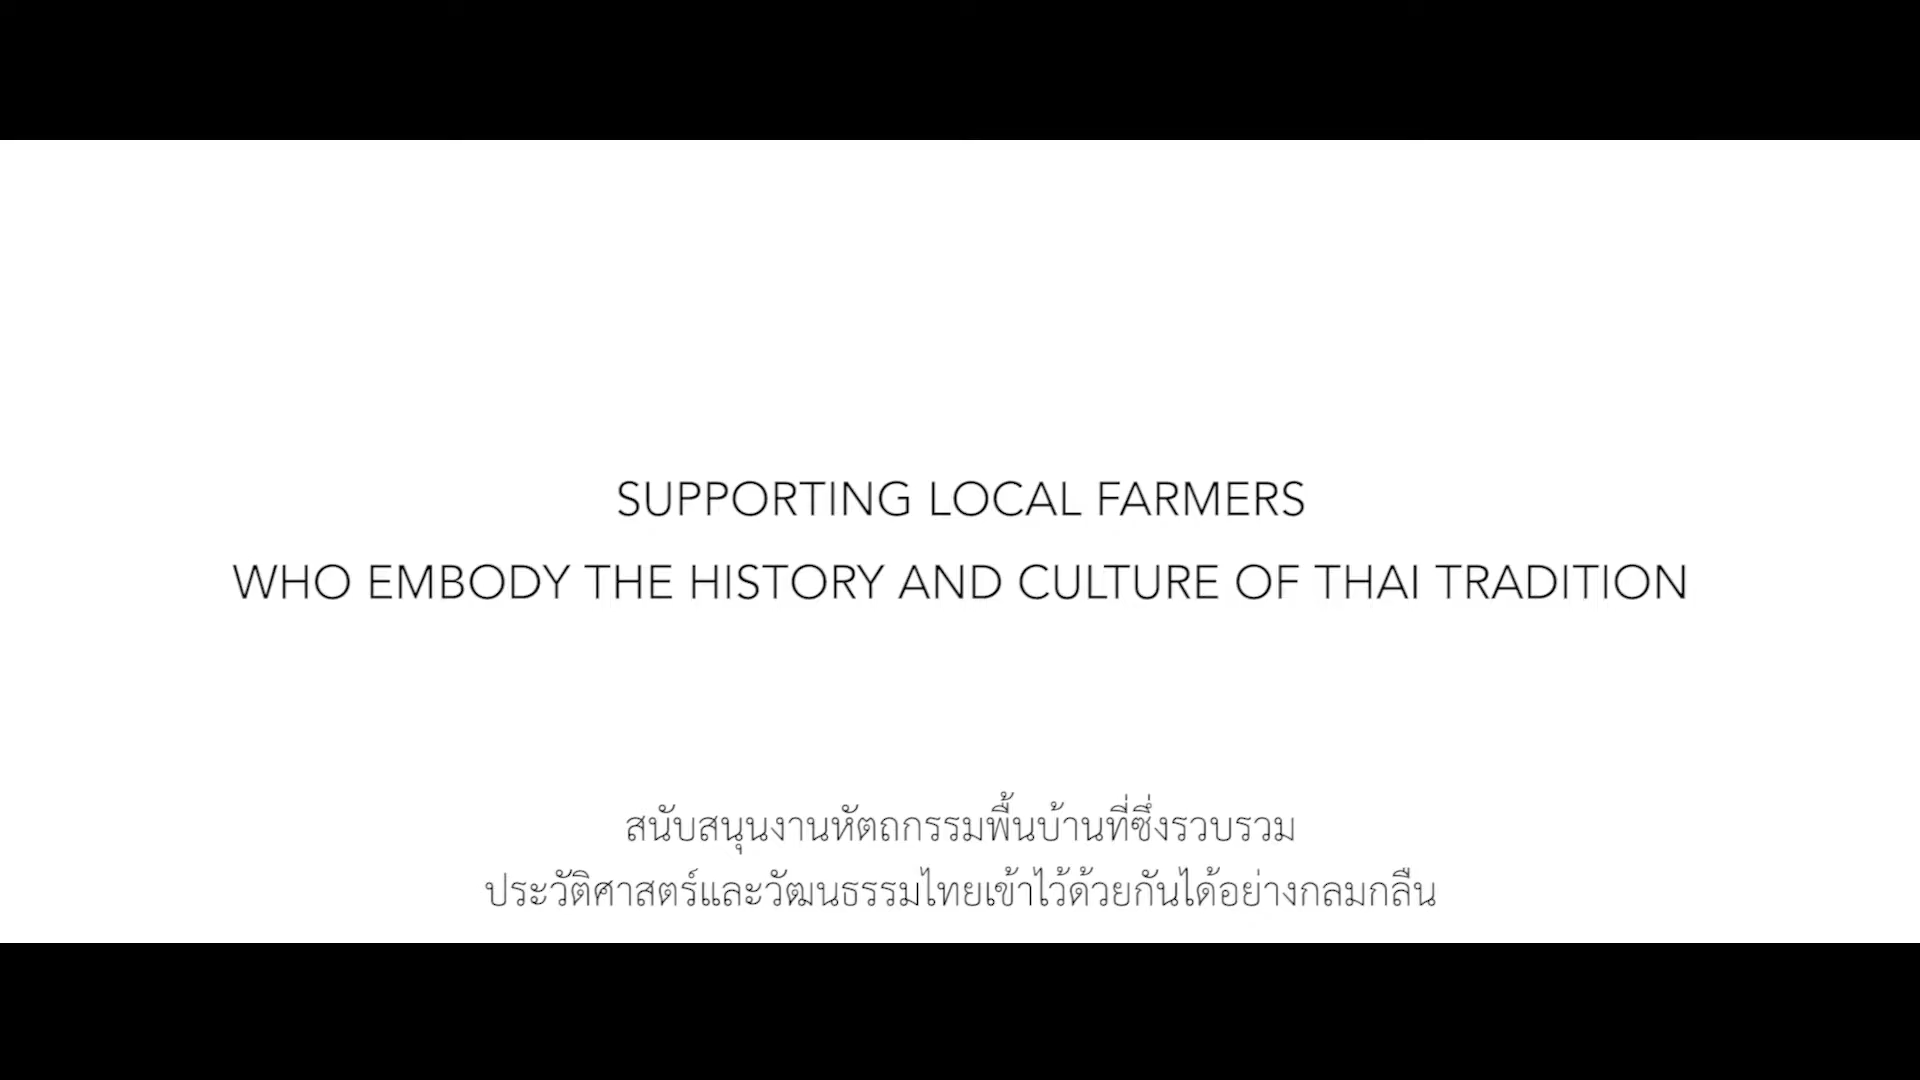 SUPPORTING LOCAL FARMERS
WHO EMBODY THE HISTORY AND CULTURE OF THAI TRADITION
สนับสนุนงานหัตถกรรมพื้นบ้านที่ซึ่งรวบรวม
ประวัติศาสตร์และวัฒนธรรมไทยเข้าไว้ด้วยกันได้อย่างกลมกลืน